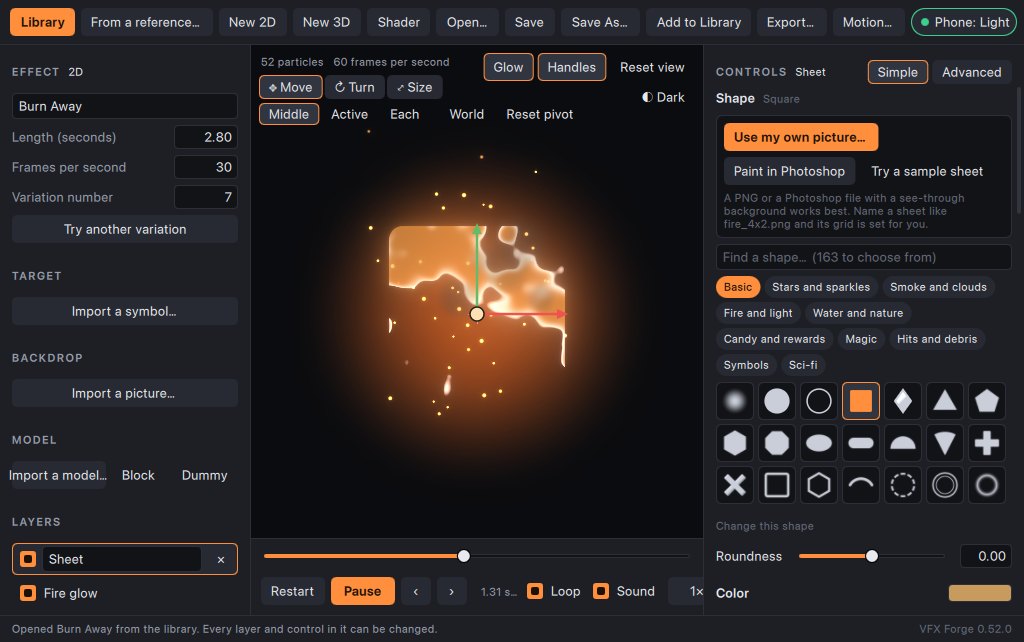 Library
From a reference...
New 2D
New 3D
Shader
Open...
Save
Save As...
Add to Library
Export...
Motion...
Phone: Light
EFFECT 2D
Burn Away
Length (seconds) 2.80
Frames per second 30
Variation number 7
Try another variation
TARGET
Import a symbol...
BACKDROP
Import a picture...
MODEL
Import a model...
Block
Dummy
LAYERS
Sheet ×
Fire glow
52 particles 60 frames per second
Glow
Handles
Reset view
Move
Turn
Size
Dark
Middle
Active
Each
World
Reset pivot
Restart
Pause
‹
›
1.31 s...
Loop
Sound
1×
CONTROLS Sheet
Simple
Advanced
Shape Square
Use my own picture...
Paint in Photoshop
Try a sample sheet
A PNG or a Photoshop file with a see-through
background works best. Name a sheet like
fire_4x2.png and its grid is set for you.
Find a shape... (163 to choose from)
Basic
Stars and sparkles
Smoke and clouds
Fire and light
Water and nature
Candy and rewards
Magic
Hits and debris
Symbols
Sci-fi
Change this shape
Roundness 0.00
Color
Opened Burn Away from the library. Every layer and control in it can be changed.
VFX Forge 0.52.0